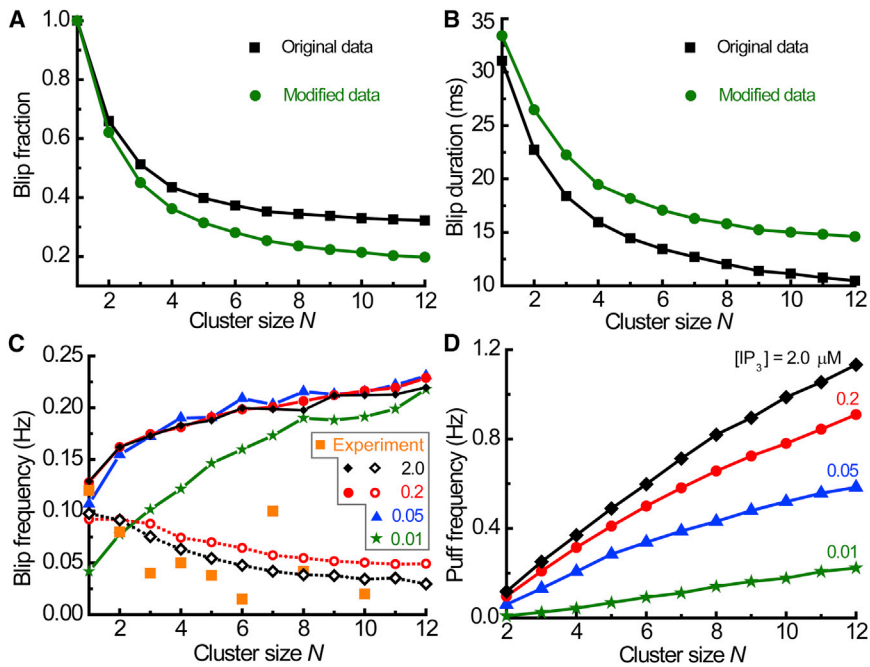 A
1.0
0.8
0.6
0.4
0.2
Blip fraction
Original data
Modified data
2 4 6 8 10 12
Cluster size N
B
35
30
25
20
15
10
Blip duration (ms)
Original data
Modified data
2 4 6 8 10 12
Cluster size N
C
0.25
0.20
0.15
0.10
0.05
0.00
Blip frequency (Hz)
Experiment
2.0
0.2
0.05
0.01
2 4 6 8 10 12
Cluster size N
D
1.2
0.8
0.4
0.0
Puff frequency (Hz)
[IP3] = 2.0 μM
0.2
0.05
0.01
2 4 6 8 10 12
Cluster size N